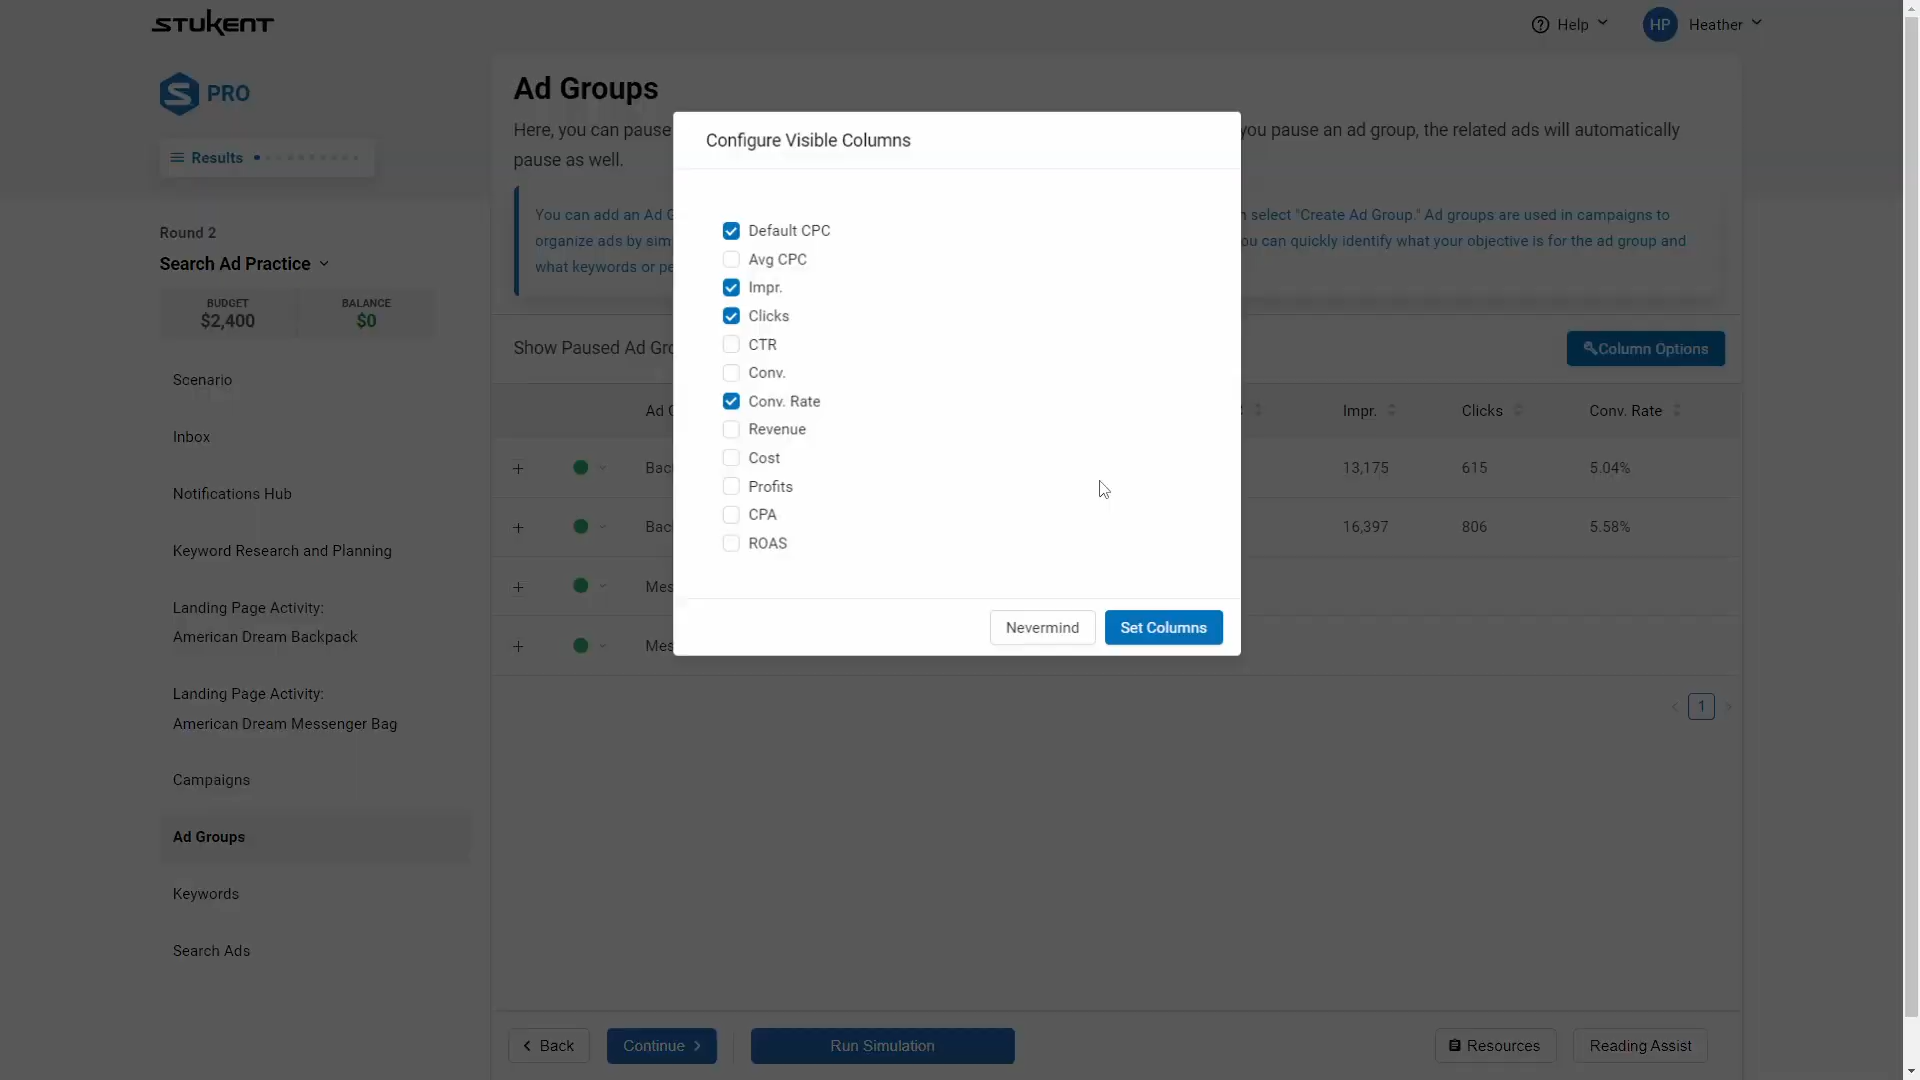 STUKENT
Help
HP Heather
PRO
Results
Round 2
Search Ad Practice
BUDGET
$2,400
BALANCE
$0
Scenario
Inbox
Notifications Hub
Keyword Research and Planning
Landing Page Activity:
American Dream Backpack
Landing Page Activity:
American Dream Messenger Bag
Campaigns
Ad Groups
Keywords
Search Ads
Ad Groups
Here, you can pause you pause an ad group, the related ads will automatically
pause as well.
You can add an Ad G select "Create Ad Group." Ad groups are used in campaigns to
organize ads by sim can quickly identify what your objective is for the ad group and
what keywords or pe
Show Paused Ad Gro
Column Options
Impr. Clicks Conv. Rate
Bac 13,175 615 5.04%
Bac 16,397 806 5.58%
Mes
Mes
1
Configure Visible Columns
Default CPC
Avg CPC
Impr.
Clicks
CTR
Conv.
Conv. Rate
Revenue
Cost
Profits
CPA
ROAS
Nevermind
Set Columns
Back
Continue
Run Simulation
Resources
Reading Assist